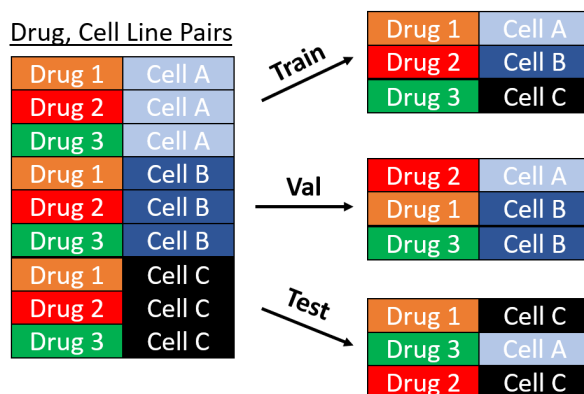 Drug, Cell Line Pairs
Drug 1 Cell A
Drug 2 Cell A
Drug 3 Cell A
Drug 1 Cell B
Drug 2 Cell B
Drug 3 Cell B
Drug 1 Cell C
Drug 2 Cell C
Drug 3 Cell C
Train
Drug 1 Cell A
Drug 2 Cell B
Drug 3 Cell C
Val
Drug 2 Cell A
Drug 1 Cell B
Drug 3 Cell B
Test
Drug 1 Cell C
Drug 3 Cell A
Drug 2 Cell C